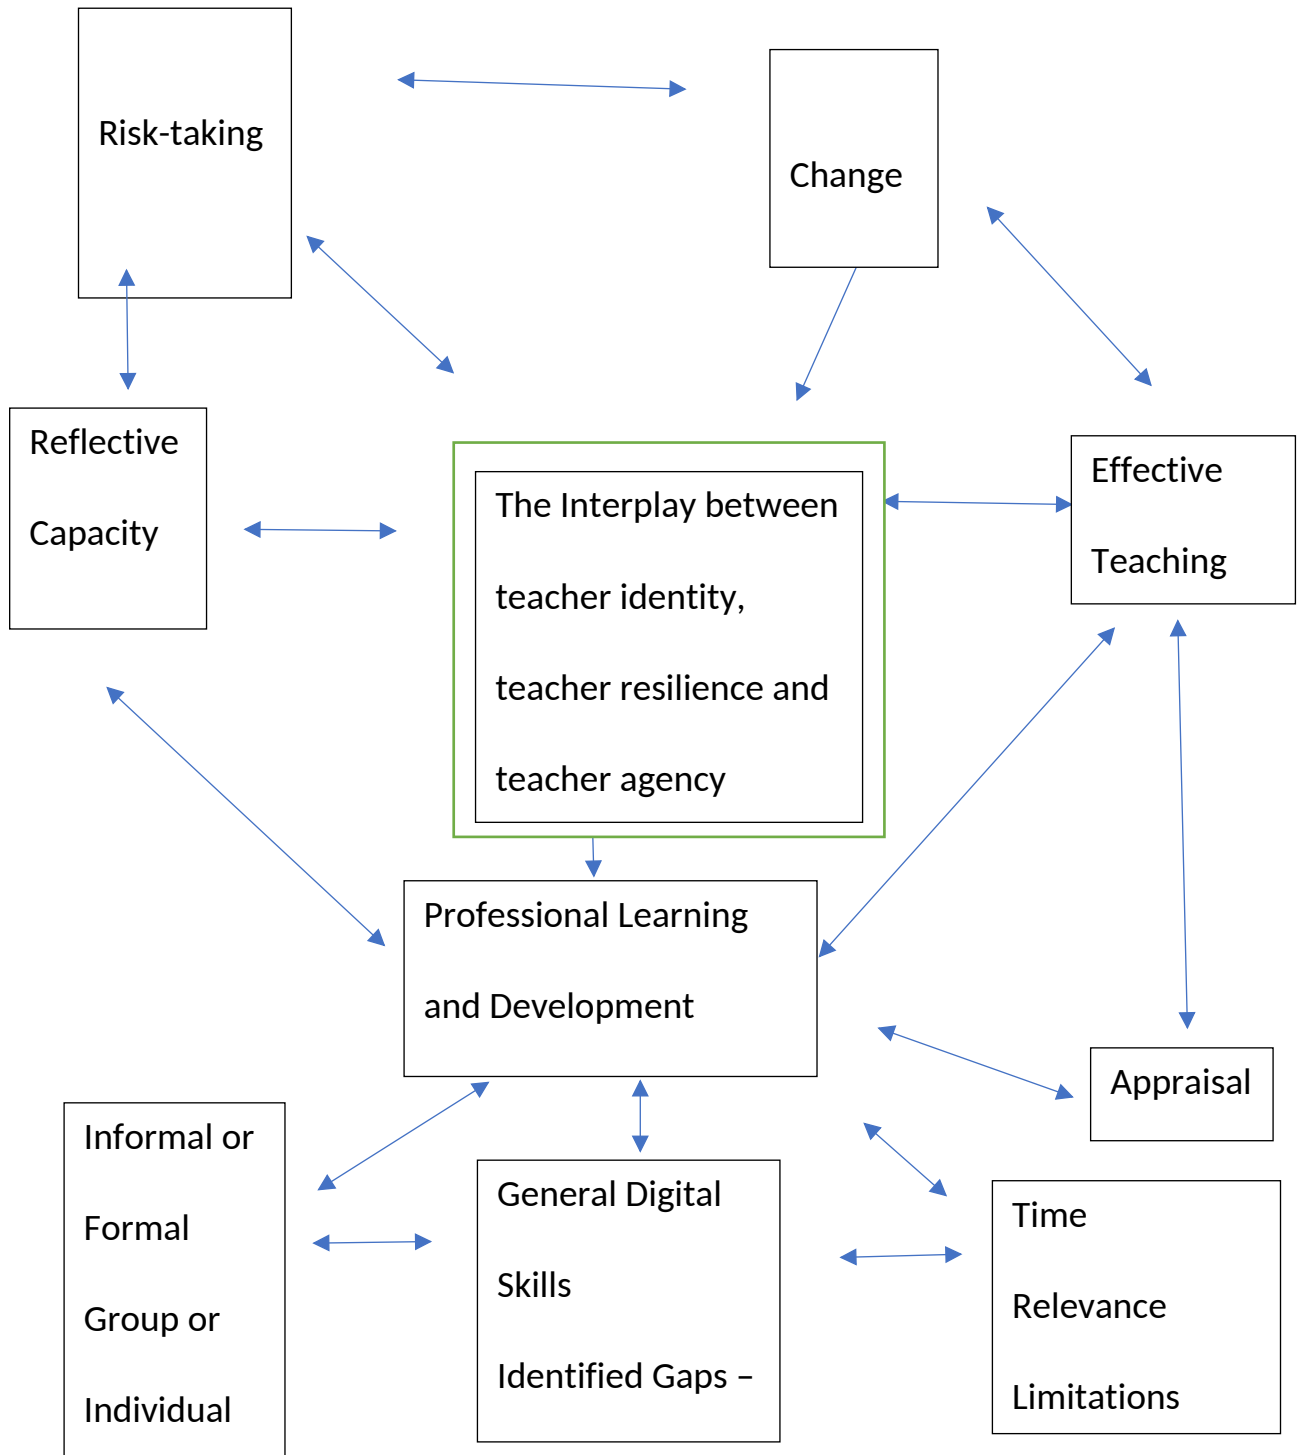 Risk-taking
Change
Reflective
Capacity
The Interplay between
teacher identity,
teacher resilience and
teacher agency
Effective
Teaching
Professional Learning
and Development
Appraisal
Informal or
Formal
Group or
Individual
General Digital
Skills
Identified Gaps –
Time
Relevance
Limitations